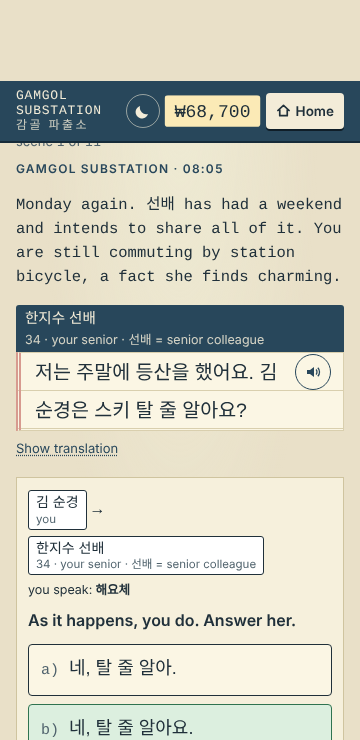 GAMGOL
SUBSTATION
감골 파출소
₩68,700
Home
scene 1 of 11
GAMGOL SUBSTATION · 08:05
Monday again. 선배 has had a weekend
and intends to share all of it. You
are still commuting by station
bicycle, a fact she finds charming.
한지수 선배
34 · your senior · 선배 = senior colleague
저는 주말에 등산을 했어요. 김
순경은 스키 탈 줄 알아요?
Show translation
김 순경
you
→
한지수 선배
34 · your senior · 선배 = senior colleague
you speak: 해요체
As it happens, you do. Answer her.
a) 네, 탈 줄 알아.
b) 네, 탈 줄 알아요.